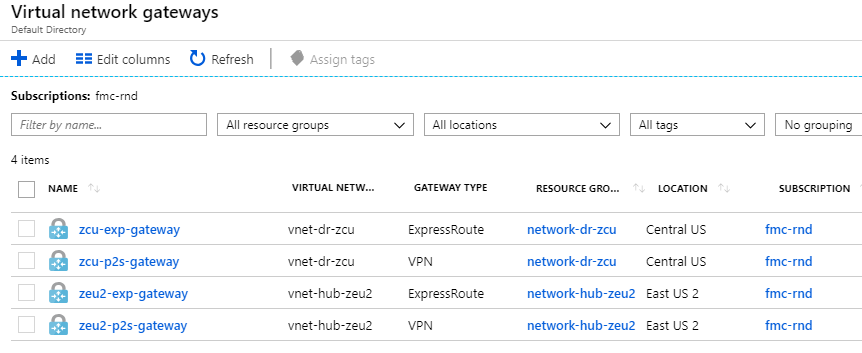 Virtual network gateways
Default Directory
Add Edit columns Refresh Assign tags
Subscriptions: fmc-rnd
Filter by name... All resource groups All locations All tags No grouping
4 items
NAME VIRTUAL NETW... GATEWAY TYPE RESOURCE GRO... LOCATION SUBSCRIPTION
zcu-exp-gateway vnet-dr-zcu ExpressRoute network-dr-zcu Central US fmc-rnd
zcu-p2s-gateway vnet-dr-zcu VPN network-dr-zcu Central US fmc-rnd
zeu2-exp-gateway vnet-hub-zeu2 ExpressRoute network-hub-zeu2 East US 2 fmc-rnd
zeu2-p2s-gateway vnet-hub-zeu2 VPN network-hub-zeu2 East US 2 fmc-rnd